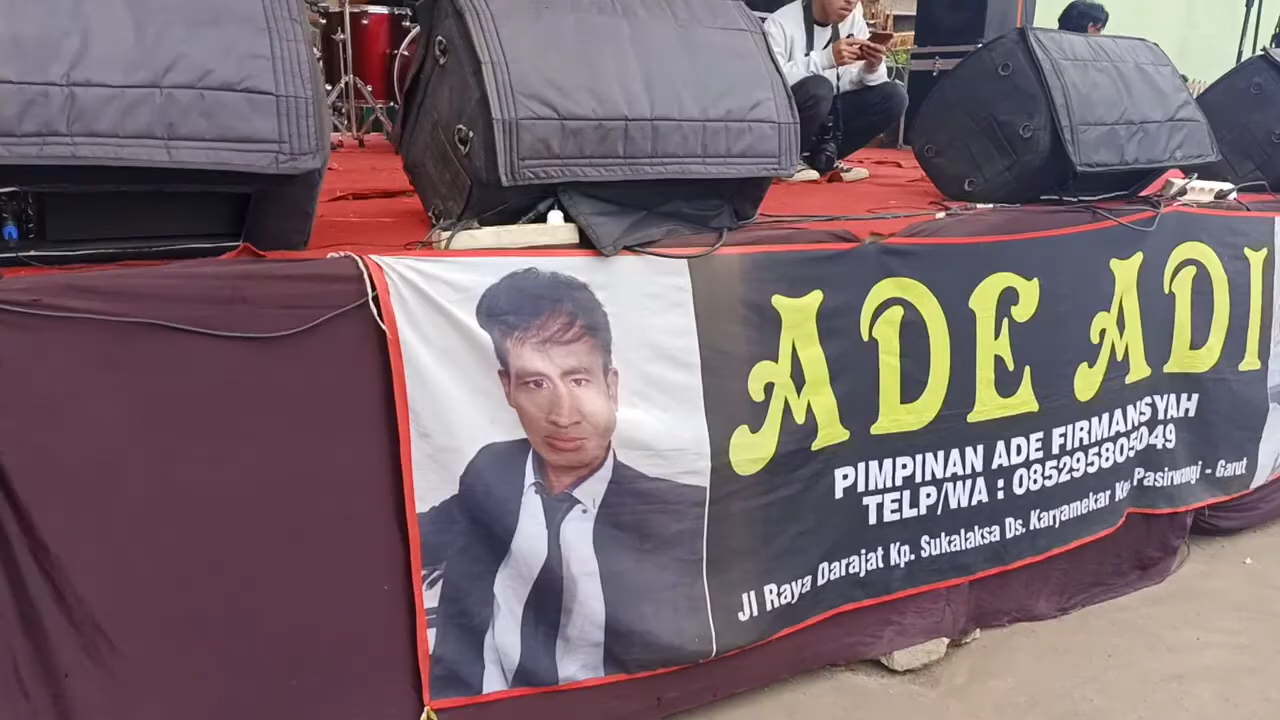 ADE ADI
PIMPINAN ADE FIRMANSYAH
TELP/WA : 085295805049
Jl Raya Darajat Kp. Sukalaksa Ds. Karyamekar Kec Pasirwangi - Garut